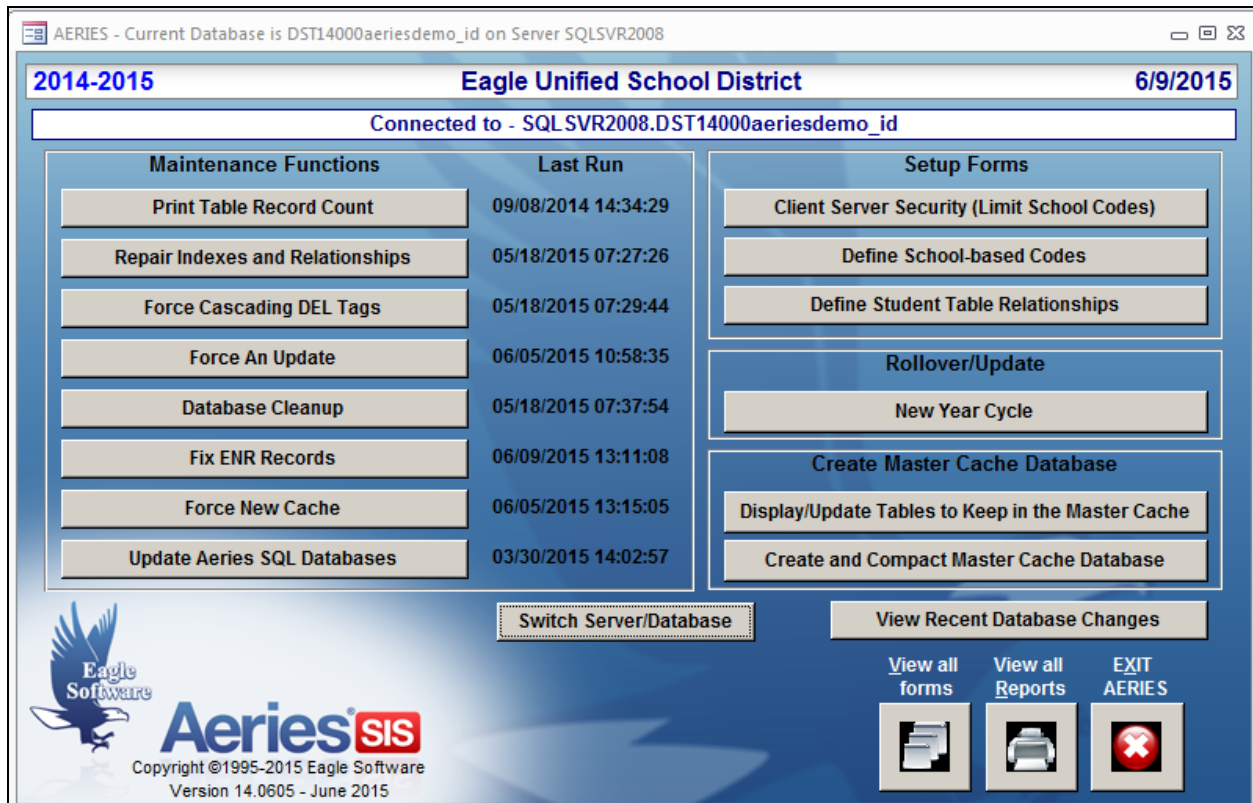 AERIES - Current Database is DST14000aeriesdemo_id on Server SQLSVR2008
2014-2015 Eagle Unified School District 6/9/2015
Connected to - SQLSVR2008.DST14000aeriesdemo_id
Maintenance Functions Last Run
Print Table Record Count 09/08/2014 14:34:29
Repair Indexes and Relationships 05/18/2015 07:27:26
Force Cascading DEL Tags 05/18/2015 07:29:44
Force An Update 06/05/2015 10:58:35
Database Cleanup 05/18/2015 07:37:54
Fix ENR Records 06/09/2015 13:11:08
Force New Cache 06/05/2015 13:15:05
Update Aeries SQL Databases 03/30/2015 14:02:57
Setup Forms
Client Server Security (Limit School Codes)
Define School-based Codes
Define Student Table Relationships
Rollover/Update
New Year Cycle
Create Master Cache Database
Display/Update Tables to Keep in the Master Cache
Create and Compact Master Cache Database
Switch Server/Database
View Recent Database Changes
View all forms
View all Reports
EXIT AERIES
Eagle
Software
Aeries® SIS
Copyright ©1995-2015 Eagle Software
Version 14.0605 - June 2015